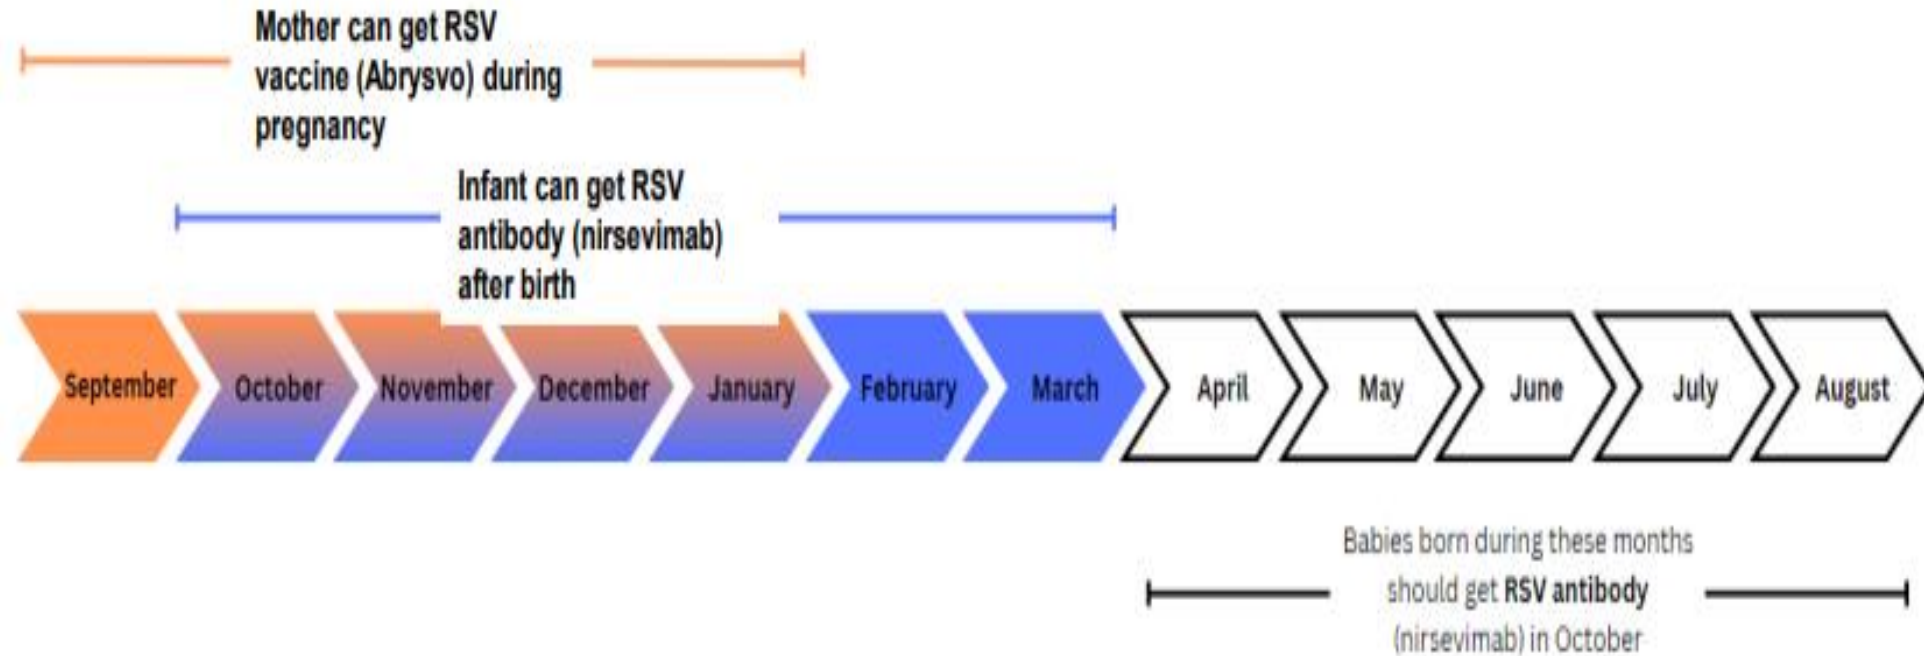 Mother can get RSV
vaccine (Abrysvo) during
pregnancy
Infant can get RSV
antibody (nirsevimab)
after birth
September
October
November
December
January
February
March
April
May
June
July
August
Babies born during these months
should get RSV antibody
(nirsevimab) in October